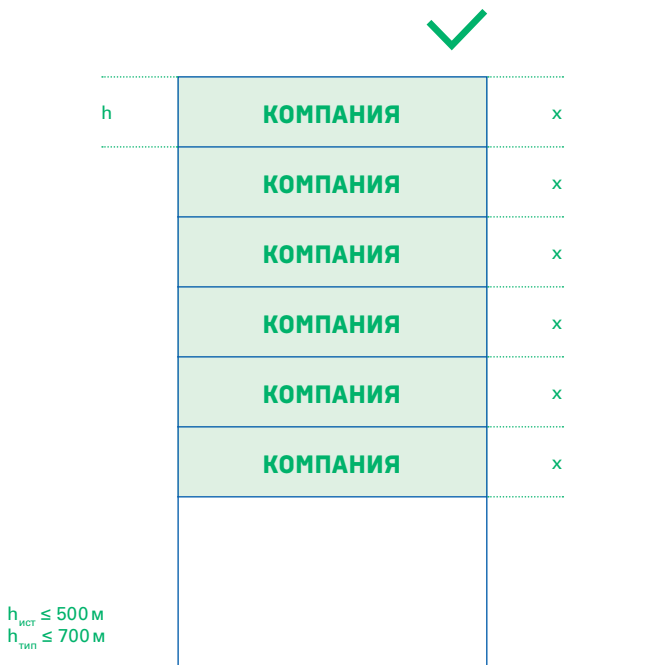 h КОМПАНИЯ x
КОМПАНИЯ x
КОМПАНИЯ x
КОМПАНИЯ x
КОМПАНИЯ x
КОМПАНИЯ x
hист ≤ 500 м
hтип ≤ 700 м